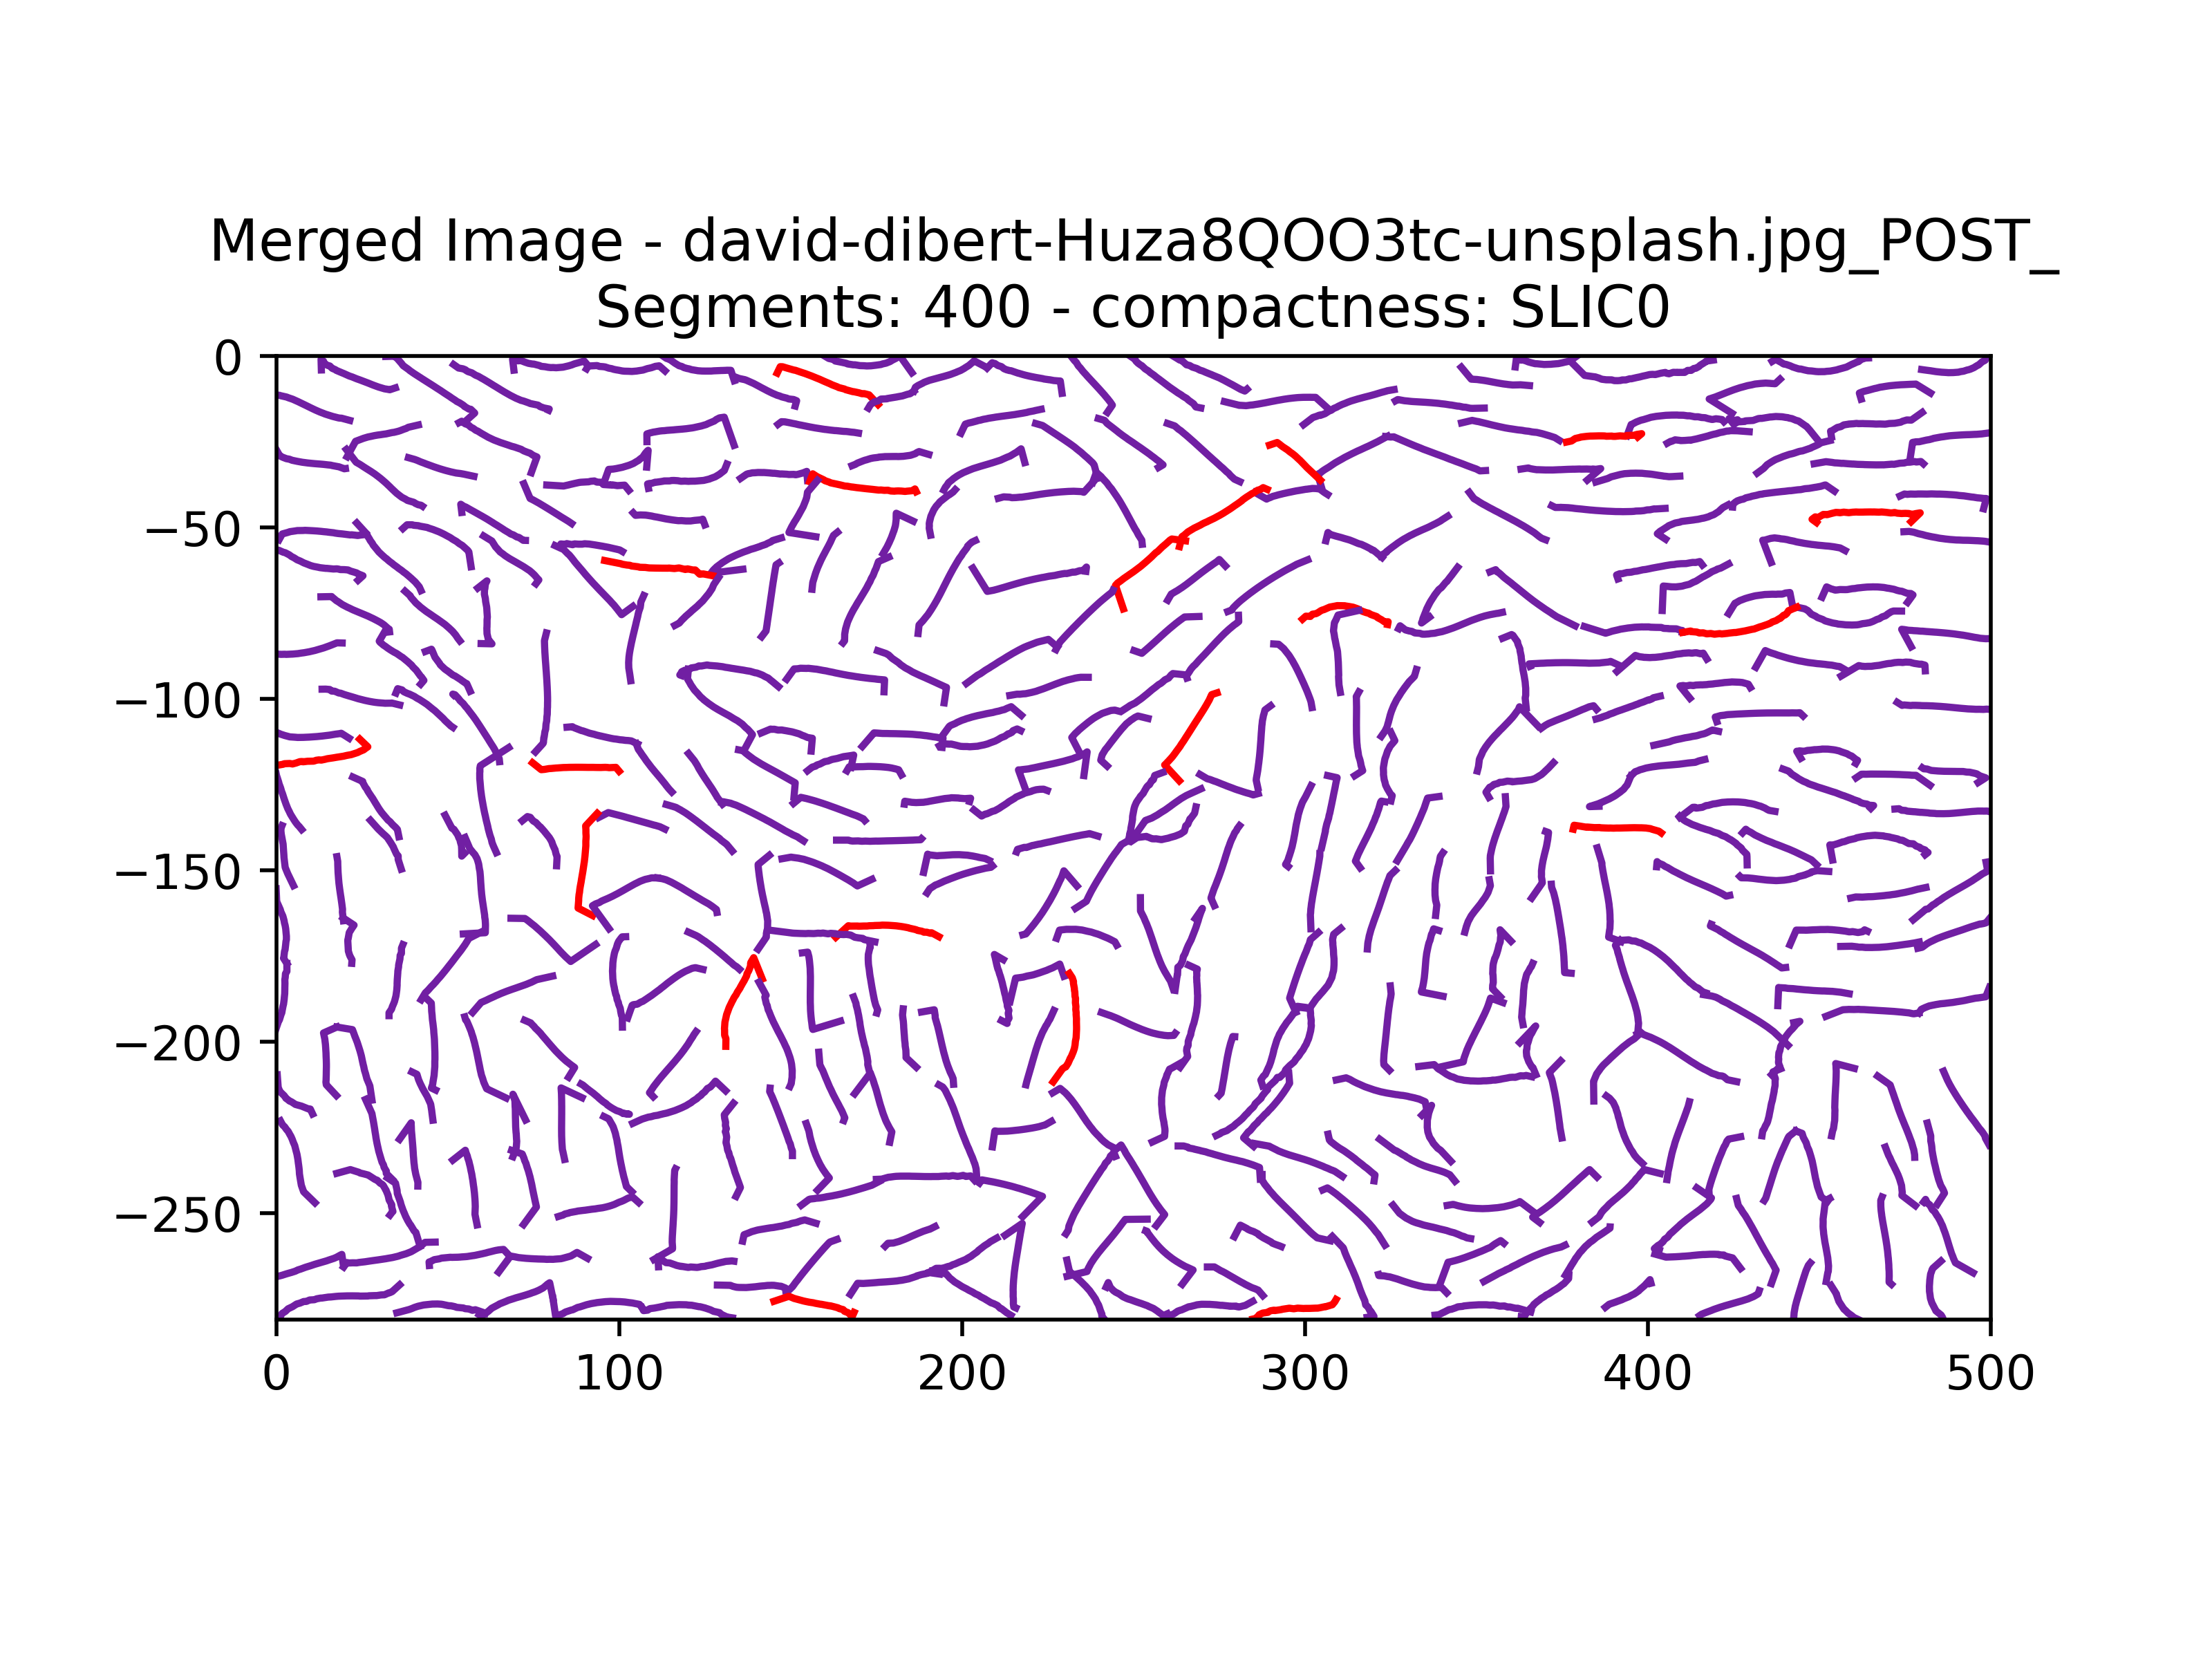 Merged Image - david-dibert-Huza8QOO3tc-unsplash.jpg_POST_
Segments: 400 - compactness: SLIC0
0
−50
−100
−150
−200
−250
0 100 200 300 400 500